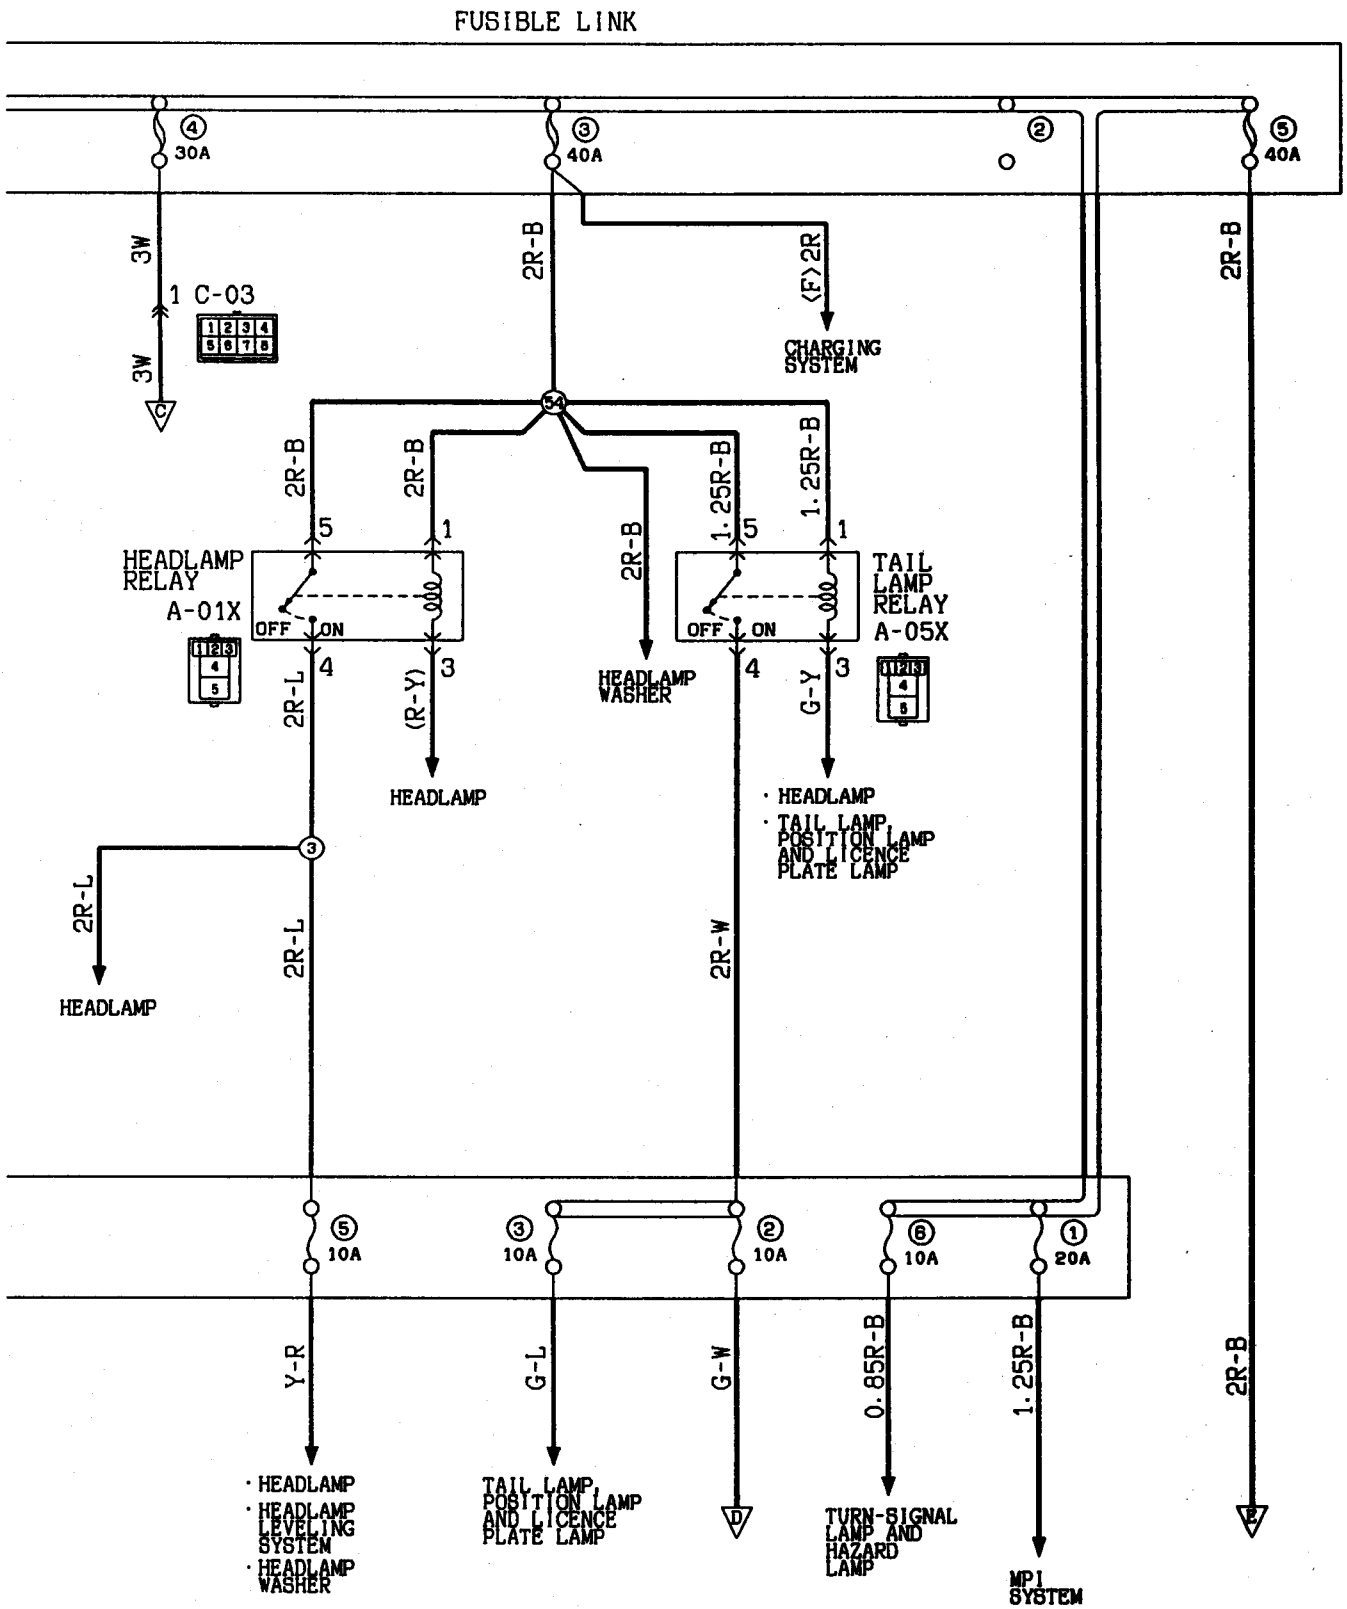 FUSIBLE LINK
4
30A
3
40A
2
5
40A
3W
2R-B
<F>2R
2R-B
1 C-03
1 2 3 4
5 6 7 8
3W
CHARGING
SYSTEM
C
54
2R-B
2R-B
1.25R-B
1.25R-B
2R-B
5
1
5
1
HEADLAMP
RELAY
A-01X
OFF
ON
OFF
ON
TAIL
LAMP
RELAY
A-05X
1 2 3
4
5
1 2 3
4
5
4
3
4
3
2R-L
(R-Y)
HEADLAMP
WASHER
G-Y
HEADLAMP
· HEADLAMP
· TAIL LAMP,
POSITION LAMP
AND LICENCE
PLATE LAMP
3
2R-L
2R-L
2R-W
HEADLAMP
5
10A
3
10A
2
10A
6
10A
1
20A
Y-R
G-L
G-W
0.85R-B
1.25R-B
2R-B
· HEADLAMP
· HEADLAMP
LEVELING
SYSTEM
· HEADLAMP
WASHER
TAIL LAMP,
POSITION LAMP
AND LICENCE
PLATE LAMP
D
TURN-SIGNAL
LAMP AND
HAZARD
LAMP
E
MPI
SYSTEM